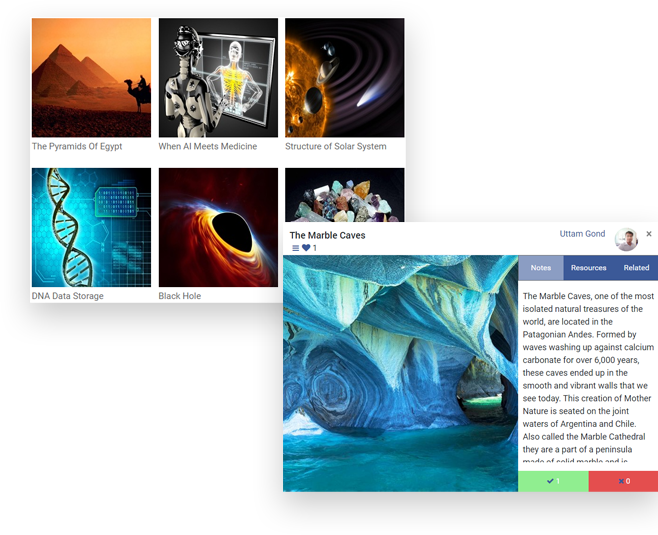 The Pyramids Of Egypt
When AI Meets Medicine
Structure of Solar System
DNA Data Storage
Black Hole
The Marble Caves
Uttam Gond
×
1
Notes
Resources
Related
The Marble Caves, one of the most
isolated natural treasures of the
world, are located in the
Patagonian Andes. Formed by
waves washing up against calcium
carbonate for over 6,000 years,
these caves ended up in the
smooth and vibrant walls that we
see today. This creation of Mother
Nature is seated on the joint
waters of Argentina and Chile.
Also called the Marble Cathedral
they are a part of a peninsula
made of solid marble and is
1
0